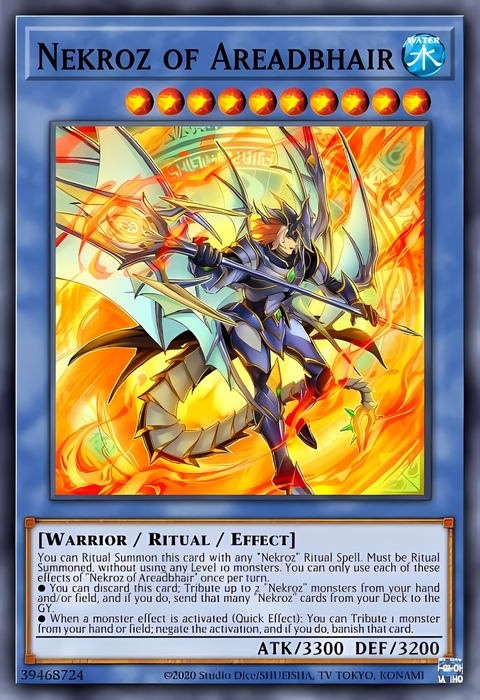 NEKROZ OF AREADBHAIR
WATER
水
[WARRIOR / RITUAL / EFFECT]
You can Ritual Summon this card with any "Nekroz" Ritual Spell. Must be Ritual
Summoned, without using any Level 10 monsters. You can only use each of these
effects of "Nekroz of Areadbhair" once per turn.
● You can discard this card; Tribute up to 2 "Nekroz" monsters from your hand
and/or field, and if you do, send that many "Nekroz" cards from your Deck to the
GY.
● When a monster effect is activated (Quick Effect): You can Tribute 1 monster
from your hand or field; negate the activation, and if you do, banish that card.
ATK/3300 DEF/3200
39468724
©2020 Studio Dice/SHUEISHA, TV TOKYO, KONAMI